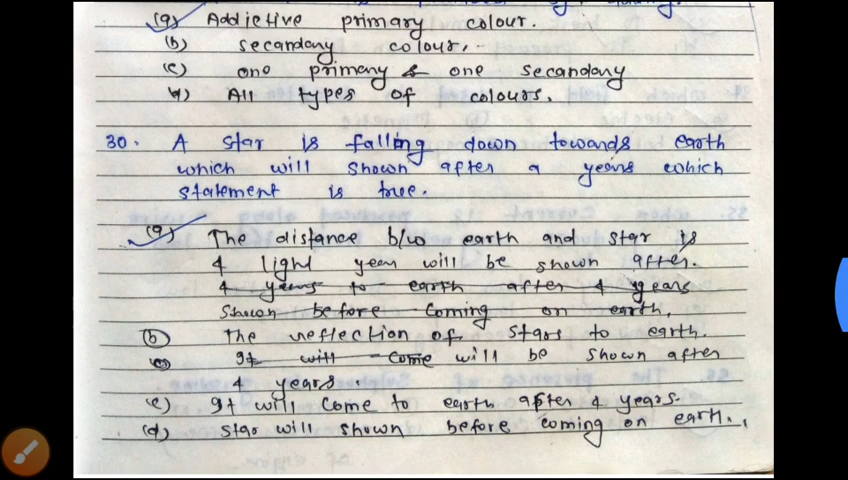 (a) Addictive primary colour.
(b) secandary colour.
(c) one primeny & one secandary
(d) All types of colours.
30. A star is falling down towards earth
which will shown after a years which
statement is true.
(a) The distance b/w earth and star is
4 light year will be shown after.
4 years to earth after 4 years
shown before coming on earth.
(b) The reflection of stars to earth.
(c) It will come will be shown after
4 years.
(c) It will come to earth after 4 years.
(d) star will shown before coming on earth.